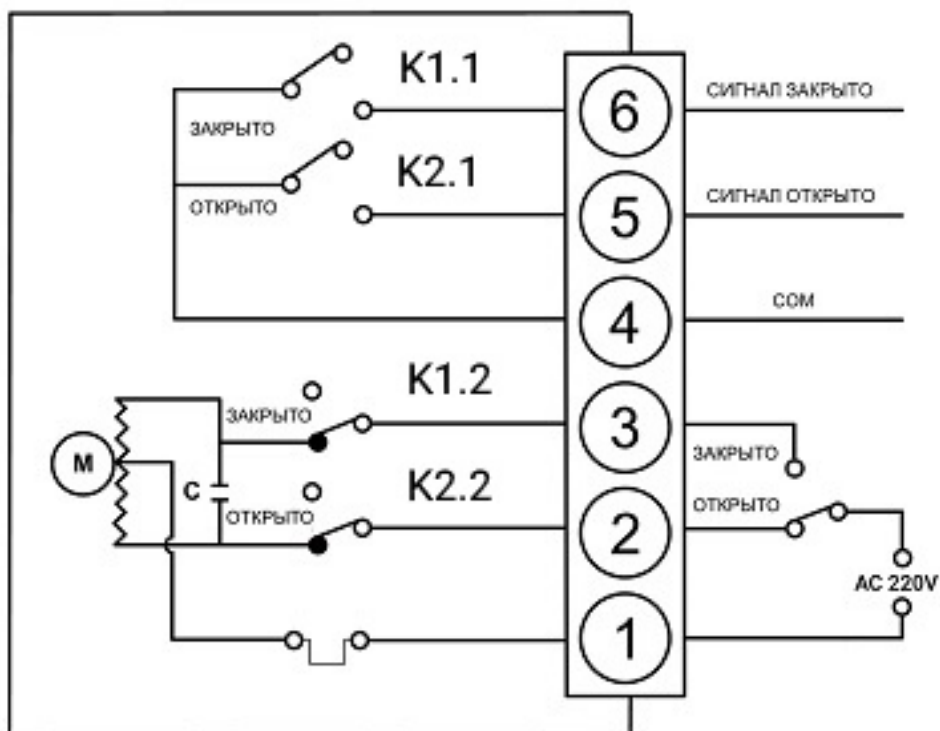 K1.1
6
СИГНАЛ ЗАКРЫТО
ЗАКРЫТО
K2.1
5
СИГНАЛ ОТКРЫТО
ОТКРЫТО
4
COM
K1.2
ЗАКРЫТО
3
ЗАКРЫТО
M
C
K2.2
ОТКРЫТО
2
ОТКРЫТО
AC 220V
1